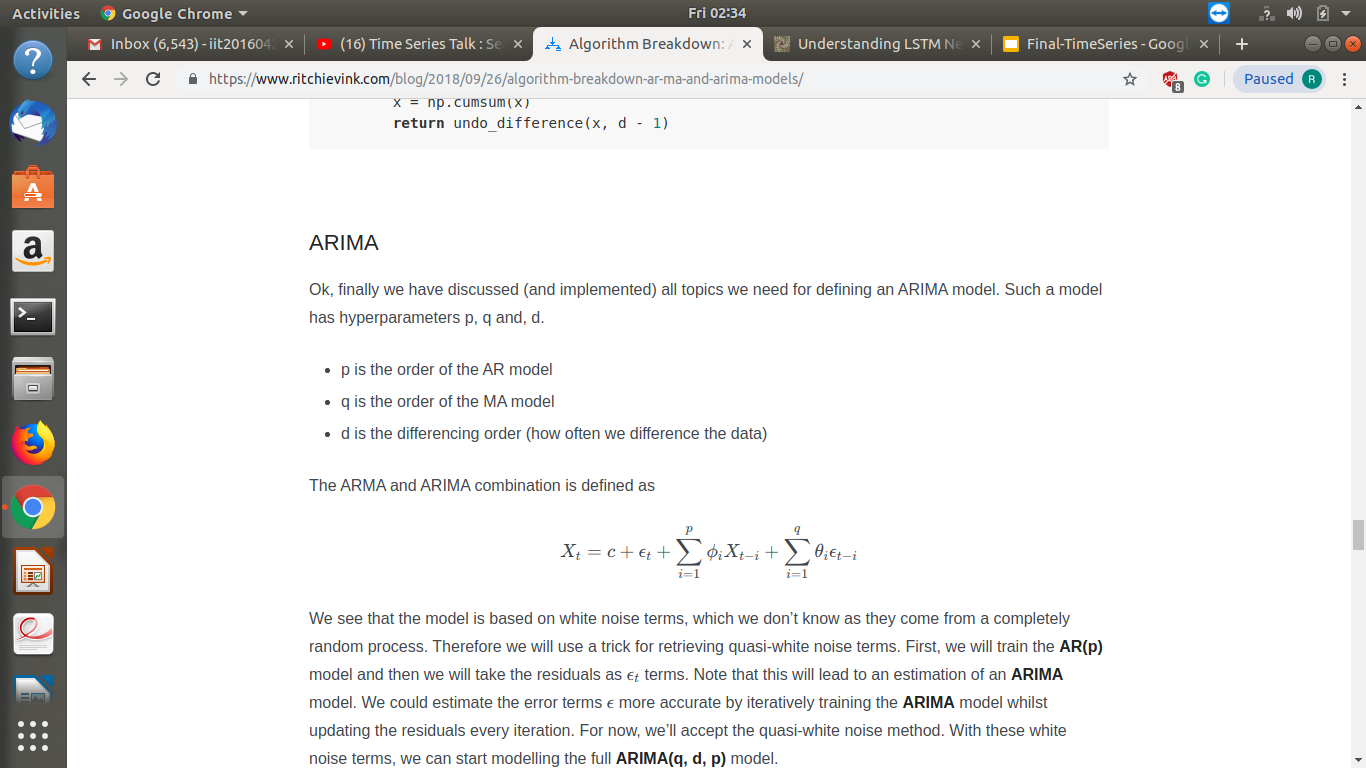 Activities Google Chrome Fri 02:34
Inbox (6,543) - iit201604 (16) Time Series Talk : Se Algorithm Breakdown: A Understanding LSTM Ne Final-TimeSeries - Googl
https://www.ritchievink.com/blog/2018/09/26/algorithm-breakdown-ar-ma-and-arima-models/ 8 Paused R
x = np.cumsum(x)
return undo_difference(x, d - 1)
ARIMA
Ok, finally we have discussed (and implemented) all topics we need for defining an ARIMA model. Such a model
has hyperparameters p, q and, d.
• p is the order of the AR model
• q is the order of the MA model
• d is the differencing order (how often we difference the data)
The ARMA and ARIMA combination is defined as
X_t = c + ϵ_t + ∑_{i=1}^{p} ϕ_i X_{t−i} + ∑_{i=1}^{q} θ_i ϵ_{t−i}
We see that the model is based on white noise terms, which we don’t know as they come from a completely
random process. Therefore we will use a trick for retrieving quasi-white noise terms. First, we will train the AR(p)
model and then we will take the residuals as ϵ_t terms. Note that this will lead to an estimation of an ARIMA
model. We could estimate the error terms ϵ more accurate by iteratively training the ARIMA model whilst
updating the residuals every iteration. For now, we’ll accept the quasi-white noise method. With these white
noise terms, we can start modelling the full ARIMA(q, d, p) model.